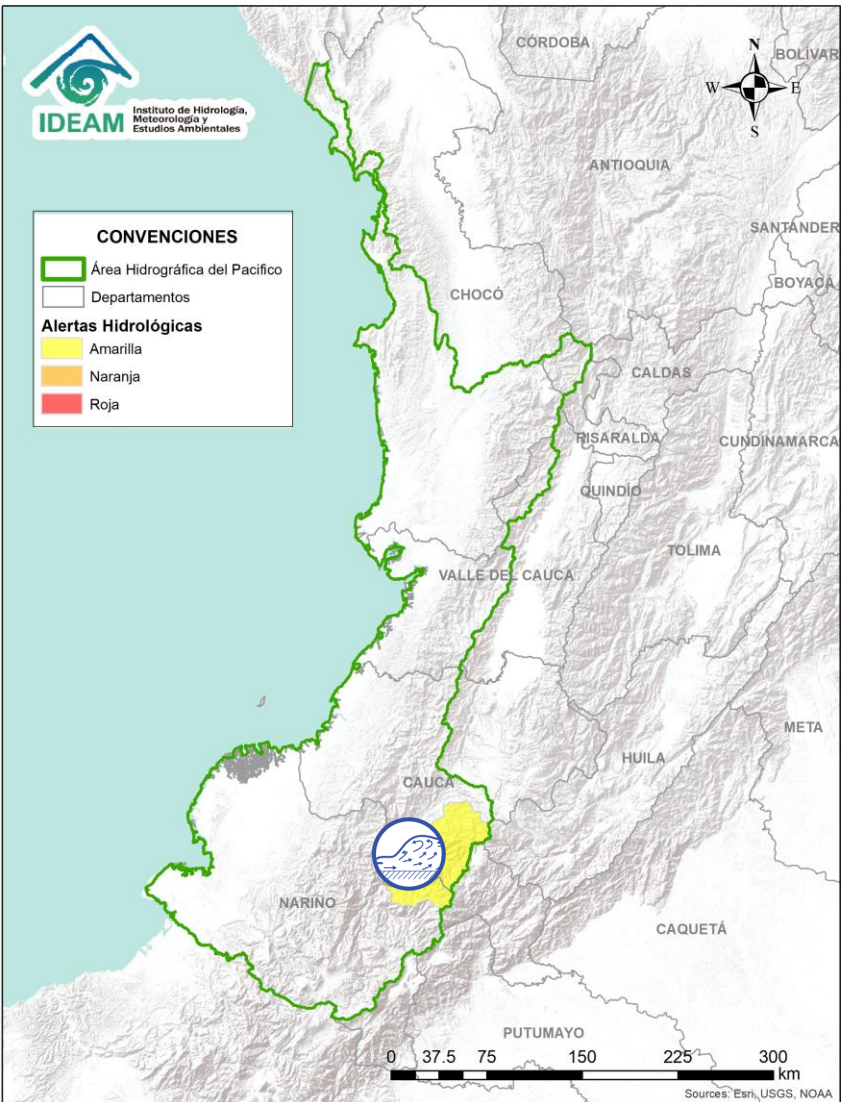 IDEAM
Instituto de Hidrología,
Meteorología y
Estudios Ambientales
N
W
E
S
CÓRDOBA
BOLÍVAR
ANTIOQUIA
SANTANDER
BOYACÁ
CHOCÓ
CONVENCIONES
Área Hidrográfica del Pacifico
Departamentos
Alertas Hidrológicas
Amarilla
Naranja
Roja
CALDAS
RISARALDA
CUNDINAMARCA
QUINDÍO
TOLIMA
VALLE DEL CAUCA
META
HUILA
CAUCA
NARIÑO
CAQUETÁ
PUTUMAYO
0 37.5 75 150 225 300
km
Sources: Esri, USGS, NOAA